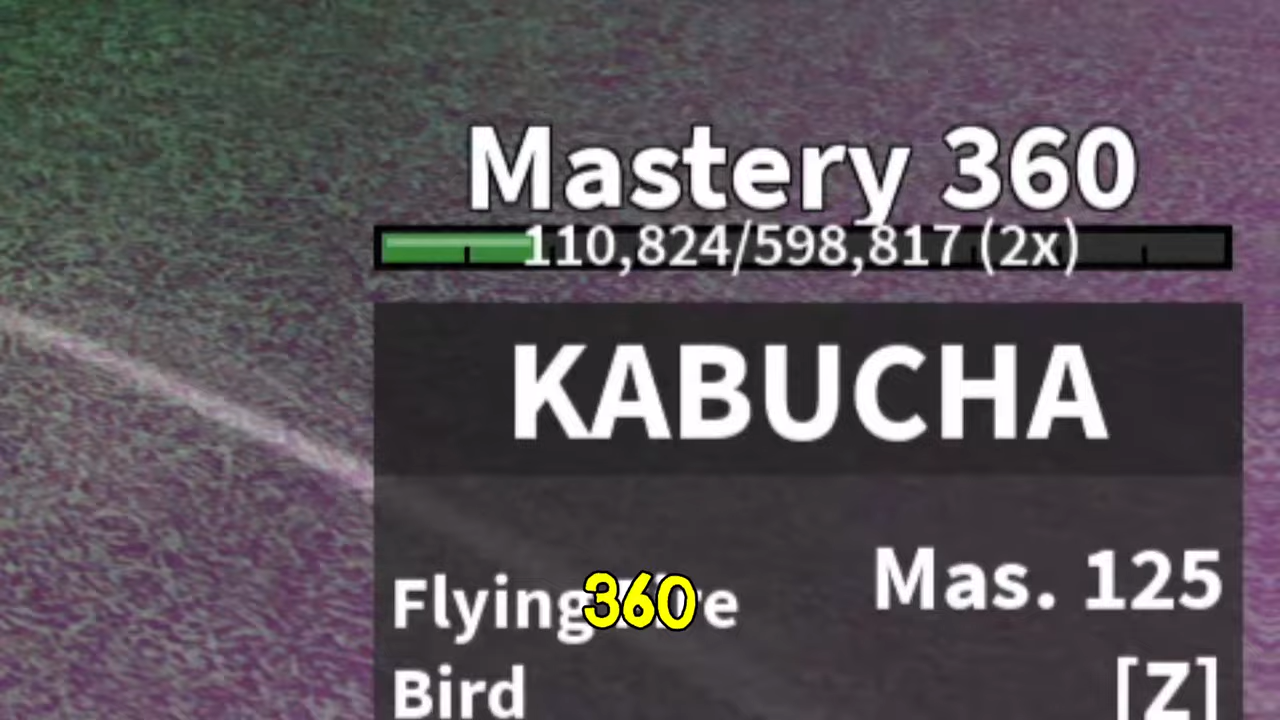 Mastery 360
110,824/598,817 (2x)
KABUCHA
Mas. 125
Flying
360
Bird
[Z]